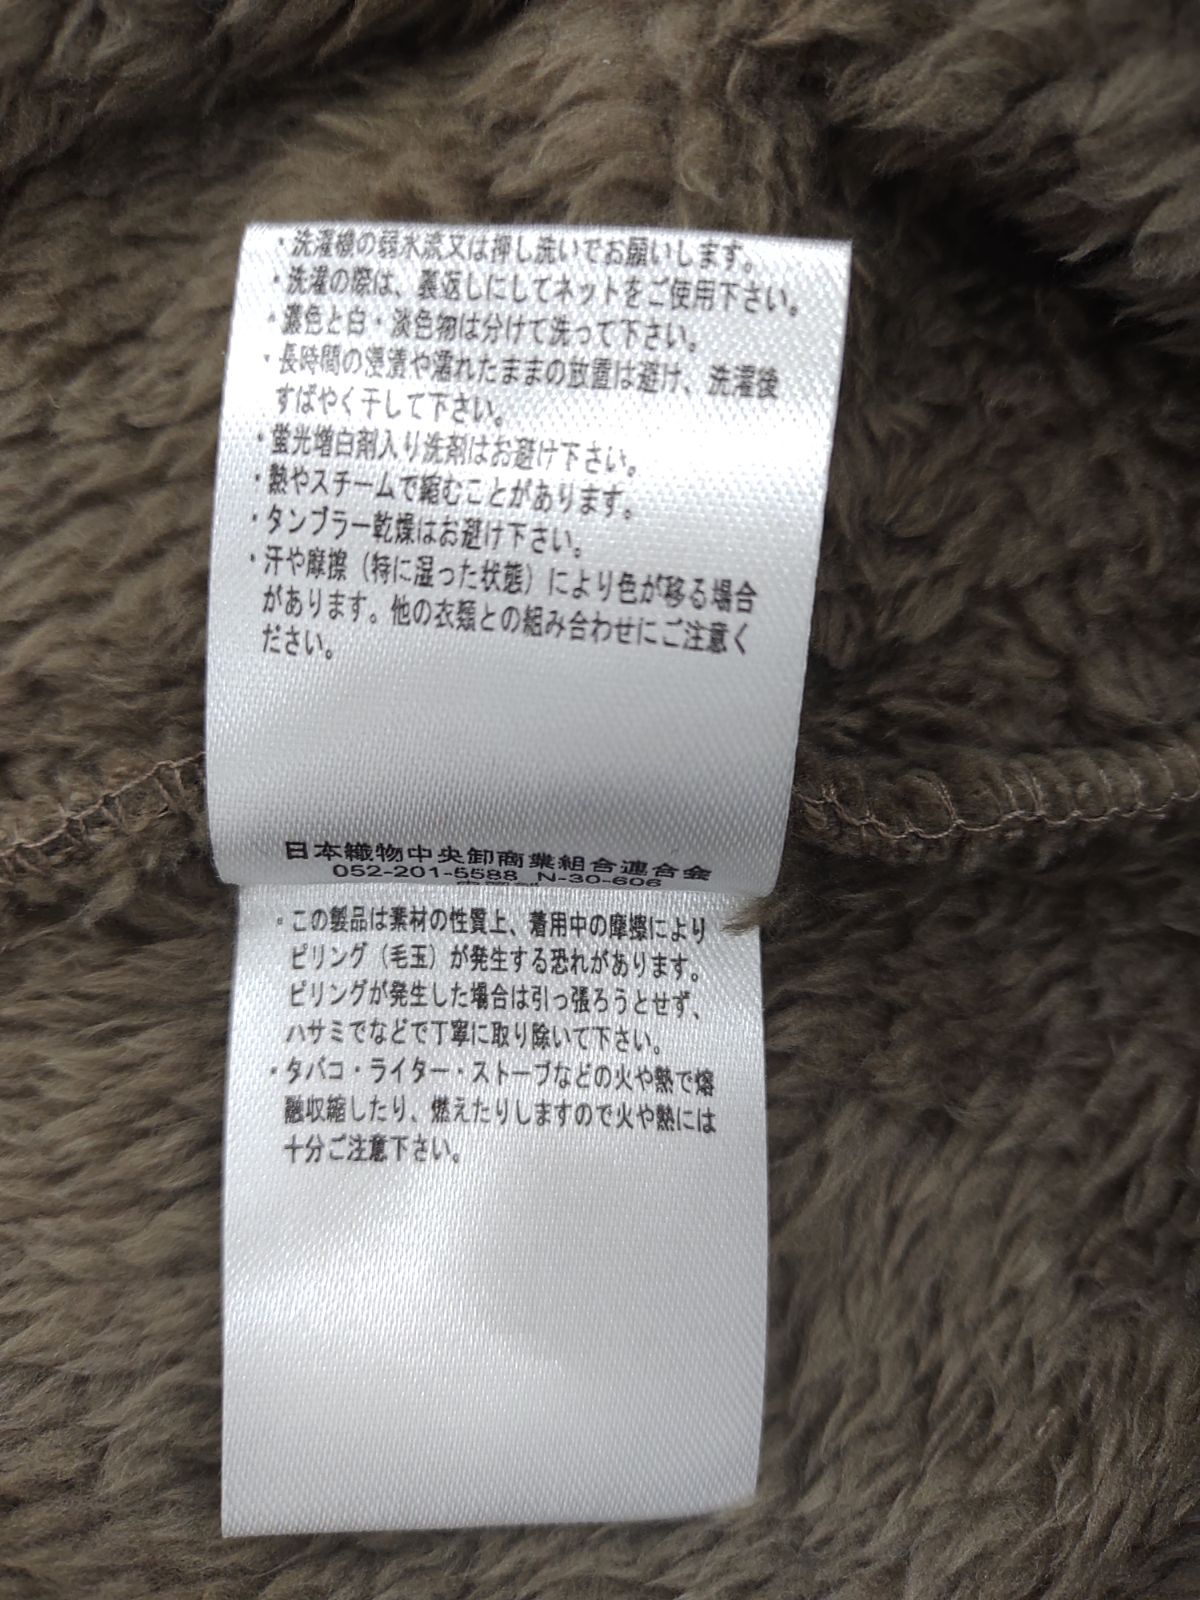 ・洗濯機の弱水流又は押し洗いでお願いします。
・洗濯の際は、裏返しにしてネットをご使用下さい。
・濃色と白・淡色物は分けて洗って下さい。
・長時間の浸漬や濡れたままの放置は避け、洗濯後
すばやく干して下さい。
・蛍光増白剤入り洗剤はお避け下さい。
・熱やスチームで縮むことがあります。
・タンブラー乾燥はお避け下さい。
・汗や摩擦（特に湿った状態）により色が移る場合
があります。他の衣類との組み合わせにご注意く
ださい。
日本織物中央卸商業組合連合会
052-201-5588 N-30-606
・この製品は素材の性質上、着用中の摩擦により
ピリング（毛玉）が発生する恐れがあります。
ピリングが発生した場合は引っ張ろうとせず、
ハサミでなどで丁寧に取り除いて下さい。
・タバコ・ライター・ストーブなどの火や熱で熔
融収縮したり、燃えたりしますので火や熱には
十分ご注意下さい。